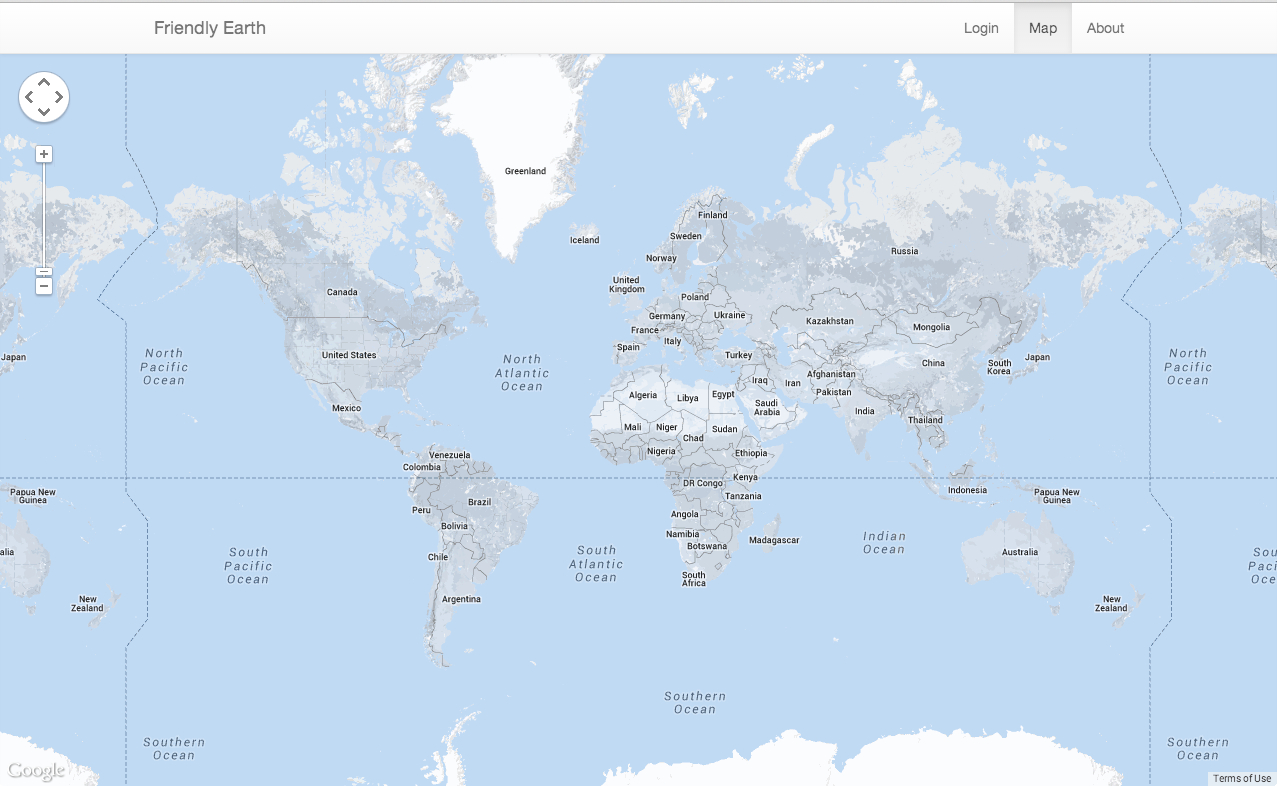 Friendly Earth
Login
Map
About
Greenland
Iceland
Finland
Sweden
Norway
Russia
United
Kingdom
Poland
Canada
Germany
Ukraine
Kazakhstan
Mongolia
France
Italy
Spain
Turkey
United States
Japan
North
Pacific
Ocean
North
Atlantic
Ocean
China
South
Korea
Japan
North
Pacific
Ocean
Iraq
Iran
Afghanistan
Pakistan
Algeria
Libya
Egypt
Saudi
Arabia
India
Mexico
Mali
Niger
Chad
Sudan
Thailand
Nigeria
Ethiopia
Venezuela
Colombia
Kenya
DR Congo
Tanzania
Indonesia
Papua New
Guinea
Papua New
Guinea
Brazil
Peru
Bolivia
Angola
Namibia
Botswana
Madagascar
Indian
Ocean
alia
Australia
South
Pacific
Ocean
Chile
South
Atlantic
Ocean
South
Africa
Sou
Paci
Oce
New
Zealand
Argentina
New
Zealand
Southern
Ocean
Southern
Ocean
Southern
Ocean
Google
Terms of Use